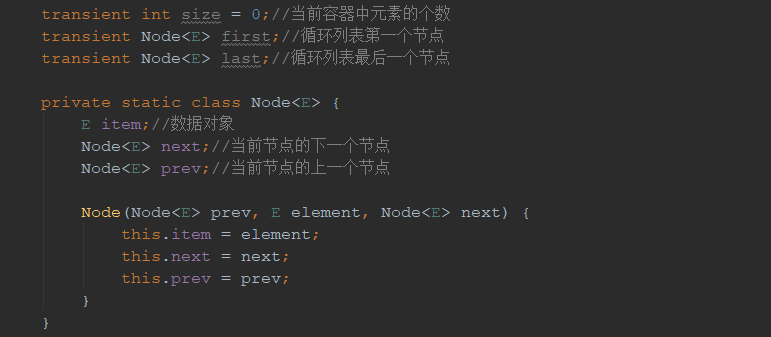 transient int size = 0;//当前容器中元素的个数
transient Node<E> first;//循环列表第一个节点
transient Node<E> last;//循环列表最后一个节点
private static class Node<E> {
E item;//数据对象
Node<E> next;//当前节点的下一个节点
Node<E> prev;//当前节点的上一个节点
Node(Node<E> prev, E element, Node<E> next) {
this.item = element;
this.next = next;
this.prev = prev;
}
}